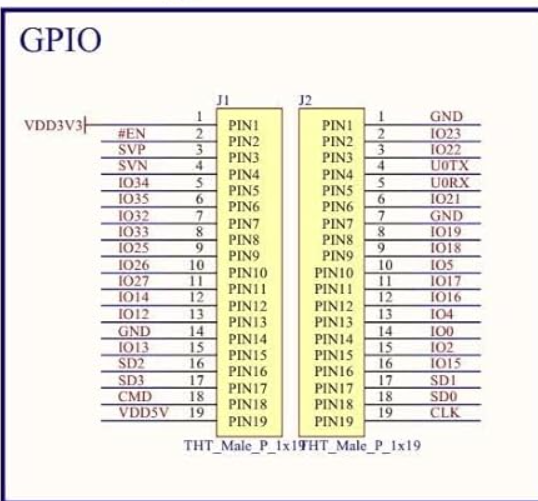 GPIO
J1 J2
VDD3V3 1 PIN1 PIN1 1 GND
#EN 2 PIN2 PIN2 2 IO23
SVP 3 PIN3 PIN3 3 IO22
SVN 4 PIN4 PIN4 4 U0TX
IO34 5 PIN5 PIN5 5 U0RX
IO35 6 PIN6 PIN6 6 IO21
IO32 7 PIN7 PIN7 7 GND
IO33 8 PIN8 PIN8 8 IO19
IO25 9 PIN9 PIN9 9 IO18
IO26 10 PIN10 PIN10 10 IO5
IO27 11 PIN11 PIN11 11 IO17
IO14 12 PIN12 PIN12 12 IO16
IO12 13 PIN13 PIN13 13 IO4
GND 14 PIN14 PIN14 14 IO0
IO13 15 PIN15 PIN15 15 IO2
SD2 16 PIN16 PIN16 16 IO15
SD3 17 PIN17 PIN17 17 SD1
CMD 18 PIN18 PIN18 18 SD0
VDD5V 19 PIN19 PIN19 19 CLK
THT_Male_P_1x19 THT_Male_P_1x19